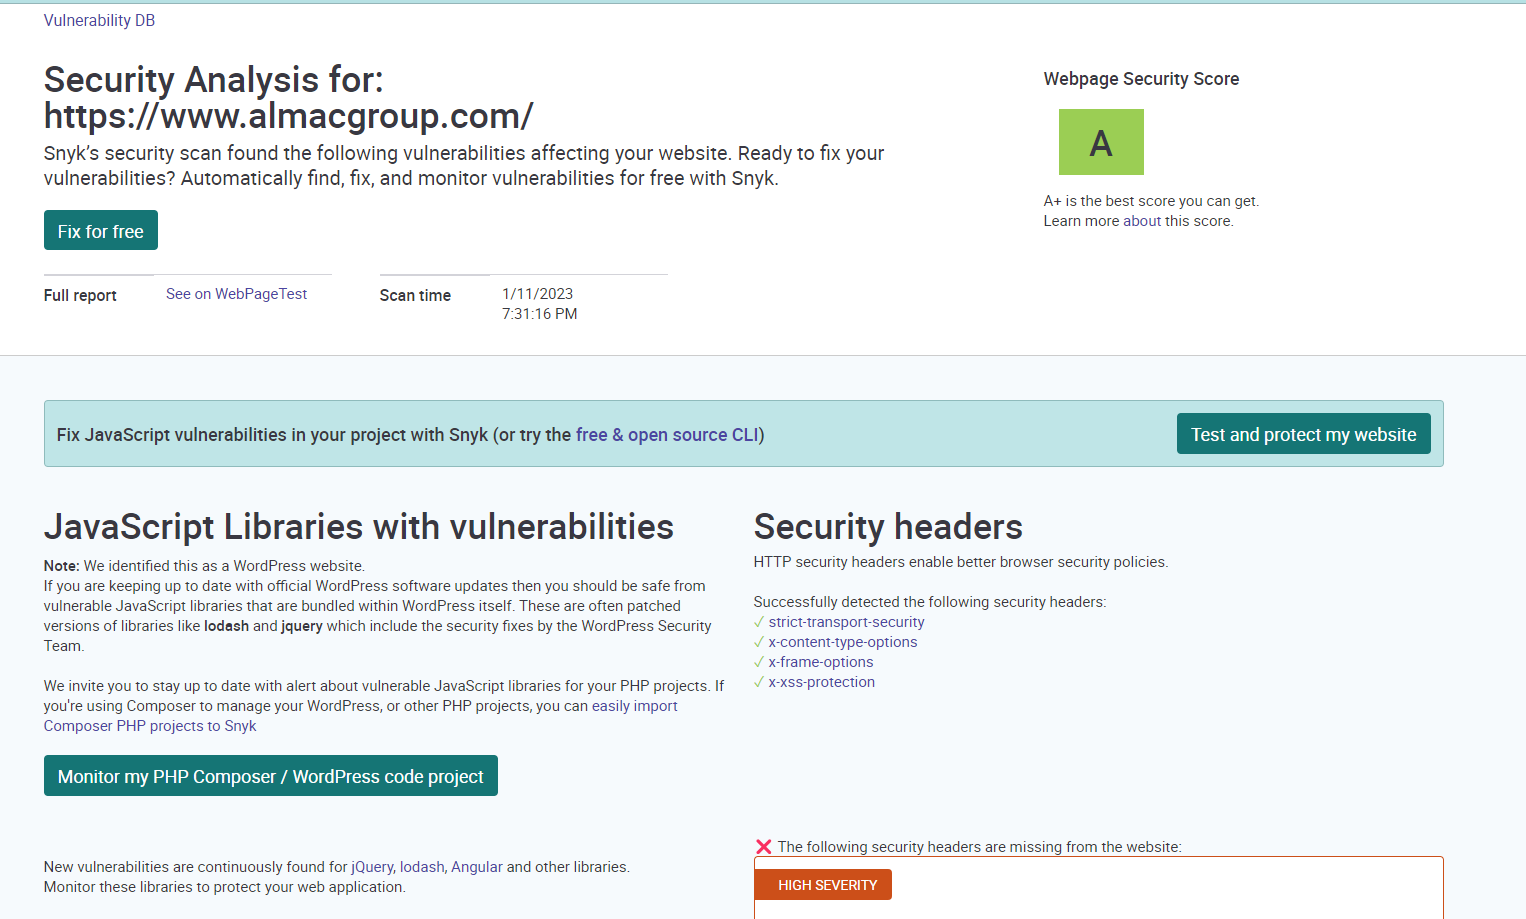 Vulnerability DB
Security Analysis for:
https://www.almacgroup.com/
Snyk’s security scan found the following vulnerabilities affecting your website. Ready to fix your
vulnerabilities? Automatically find, fix, and monitor vulnerabilities for free with Snyk.
Fix for free
Full report
See on WebPageTest
Scan time
1/11/2023
7:31:16 PM
Webpage Security Score
A
A+ is the best score you can get.
Learn more about this score.
Fix JavaScript vulnerabilities in your project with Snyk (or try the free & open source CLI)
Test and protect my website
JavaScript Libraries with vulnerabilities
Note: We identified this as a WordPress website.
If you are keeping up to date with official WordPress software updates then you should be safe from
vulnerable JavaScript libraries that are bundled within WordPress itself. These are often patched
versions of libraries like lodash and jquery which include the security fixes by the WordPress Security
Team.
We invite you to stay up to date with alert about vulnerable JavaScript libraries for your PHP projects. If
you're using Composer to manage your WordPress, or other PHP projects, you can easily import
Composer PHP projects to Snyk
Monitor my PHP Composer / WordPress code project
New vulnerabilities are continuously found for jQuery, lodash, Angular and other libraries.
Monitor these libraries to protect your web application.
Security headers
HTTP security headers enable better browser security policies.
Successfully detected the following security headers:
✓ strict-transport-security
✓ x-content-type-options
✓ x-frame-options
✓ x-xss-protection
❌ The following security headers are missing from the website:
HIGH SEVERITY